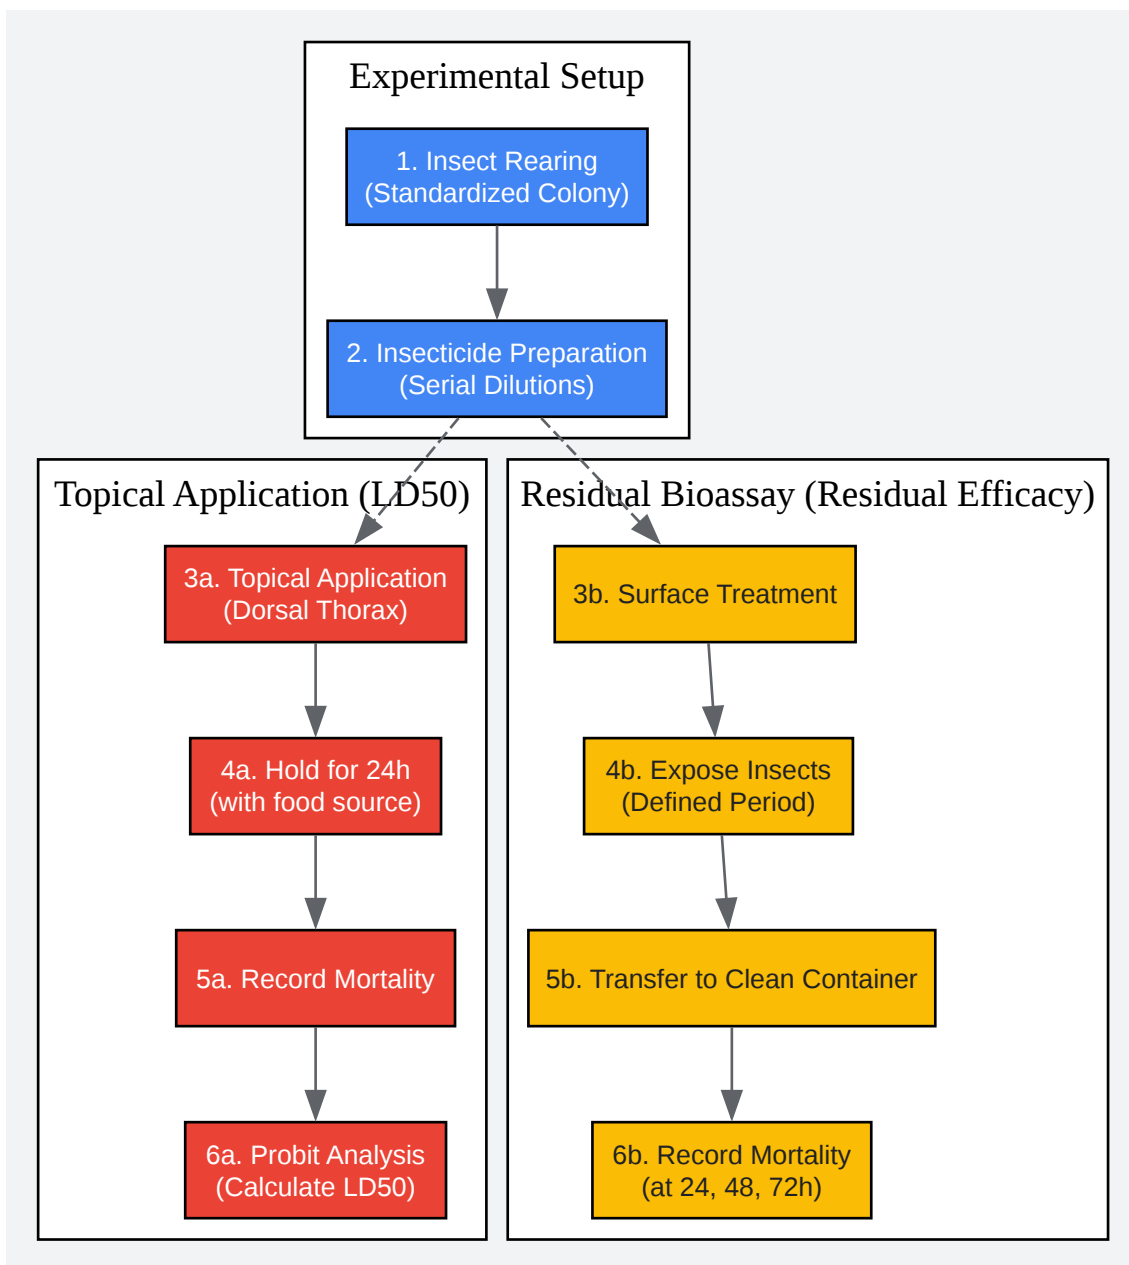 Experimental Setup
1. Insect Rearing
(Standardized Colony)
2. Insecticide Preparation
(Serial Dilutions)
Topical Application (LD50)
3a. Topical Application
(Dorsal Thorax)
4a. Hold for 24h
(with food source)
5a. Record Mortality
6a. Probit Analysis
(Calculate LD50)
Residual Bioassay (Residual Efficacy)
3b. Surface Treatment
4b. Expose Insects
(Defined Period)
5b. Transfer to Clean Container
6b. Record Mortality
(at 24, 48, 72h)